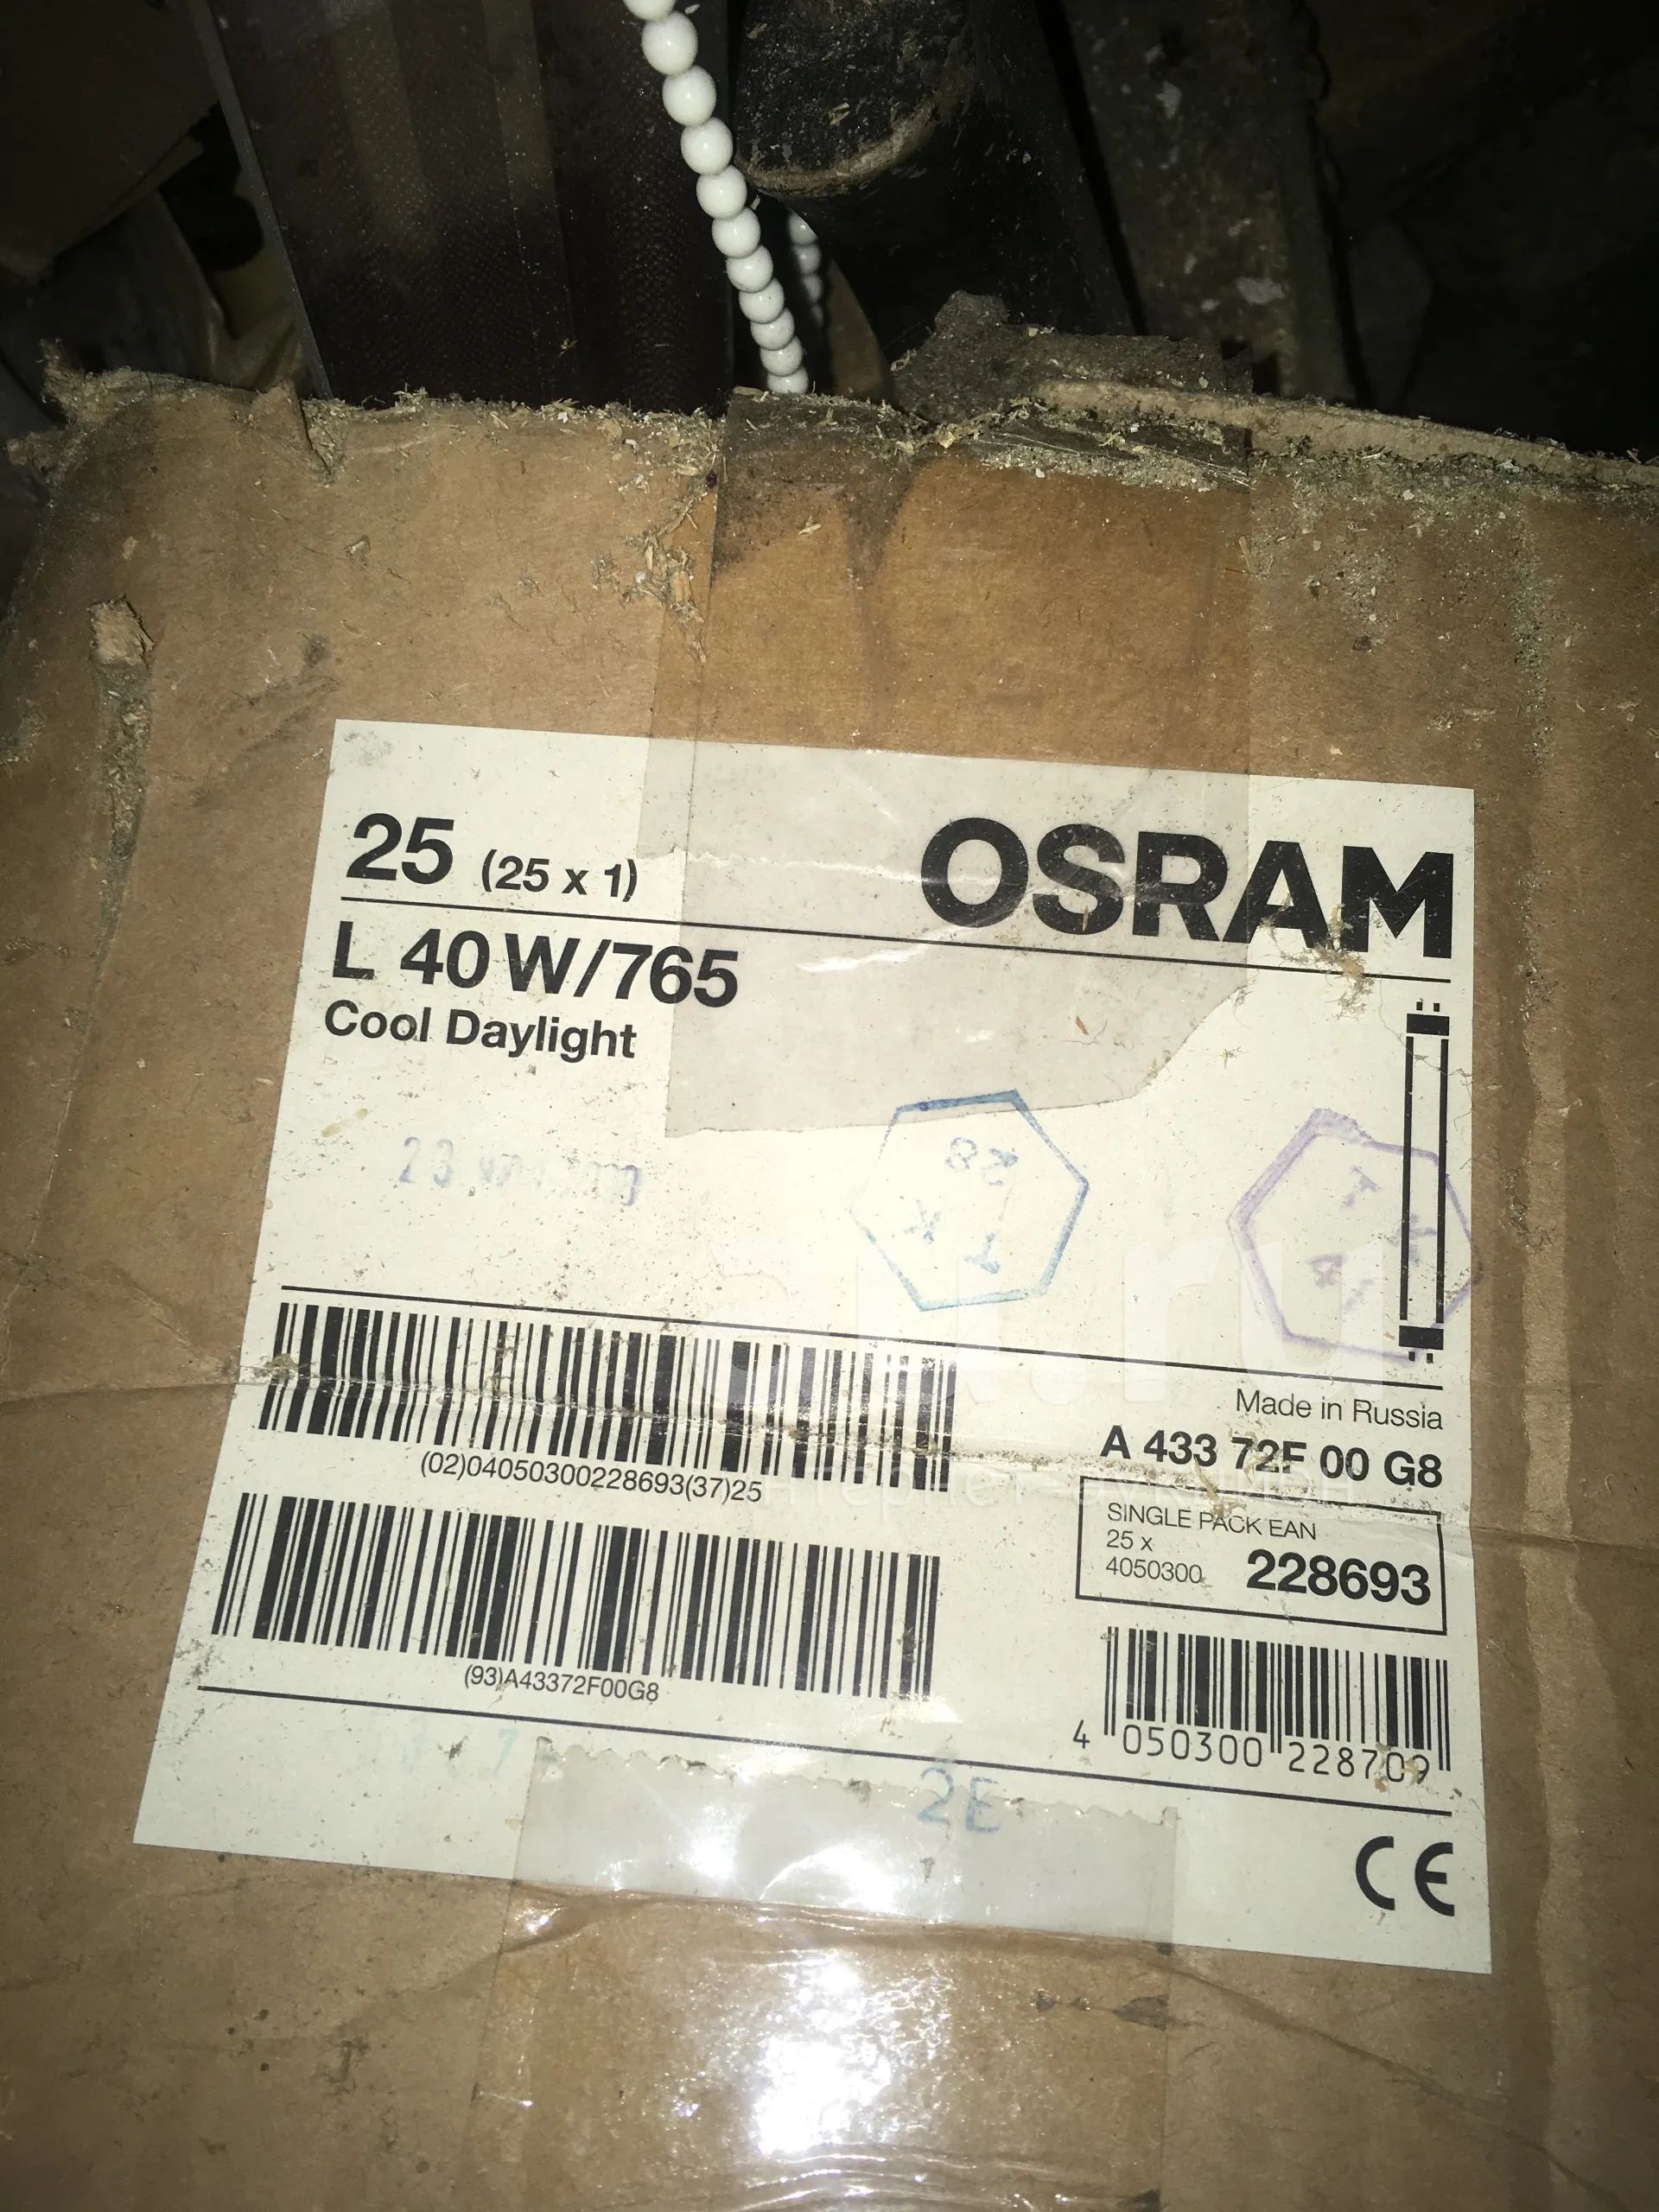 25 (25 x 1)
OSRAM
L 40 W/765
Cool Daylight
(02)04050300228693(37)25
Made in Russia
A 433 72F 00 G8
SINGLE PACK EAN
25 x
4050300 228693
(93)A43372F00G8
4 050300 228709
2E
CE